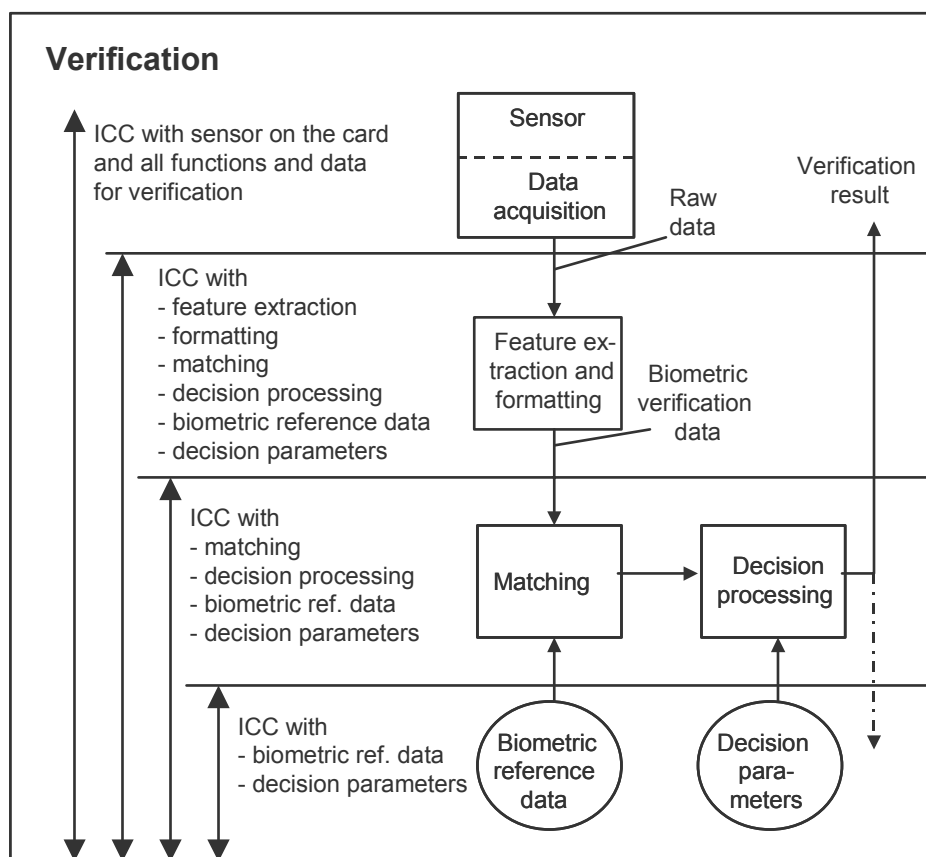 Verification
ICC with sensor on the card
and all functions and data
for verification
Sensor
Data
acquisition
Raw
data
Verification
result
ICC with
- feature extraction
- formatting
- matching
- decision processing
- biometric reference data
- decision parameters
Feature ex-
traction and
formatting
Biometric
verification
data
ICC with
- matching
- decision processing
- biometric ref. data
- decision parameters
Matching
Decision
processing
ICC with
- biometric ref. data
- decision parameters
Biometric
reference
data
Decision
para-
meters